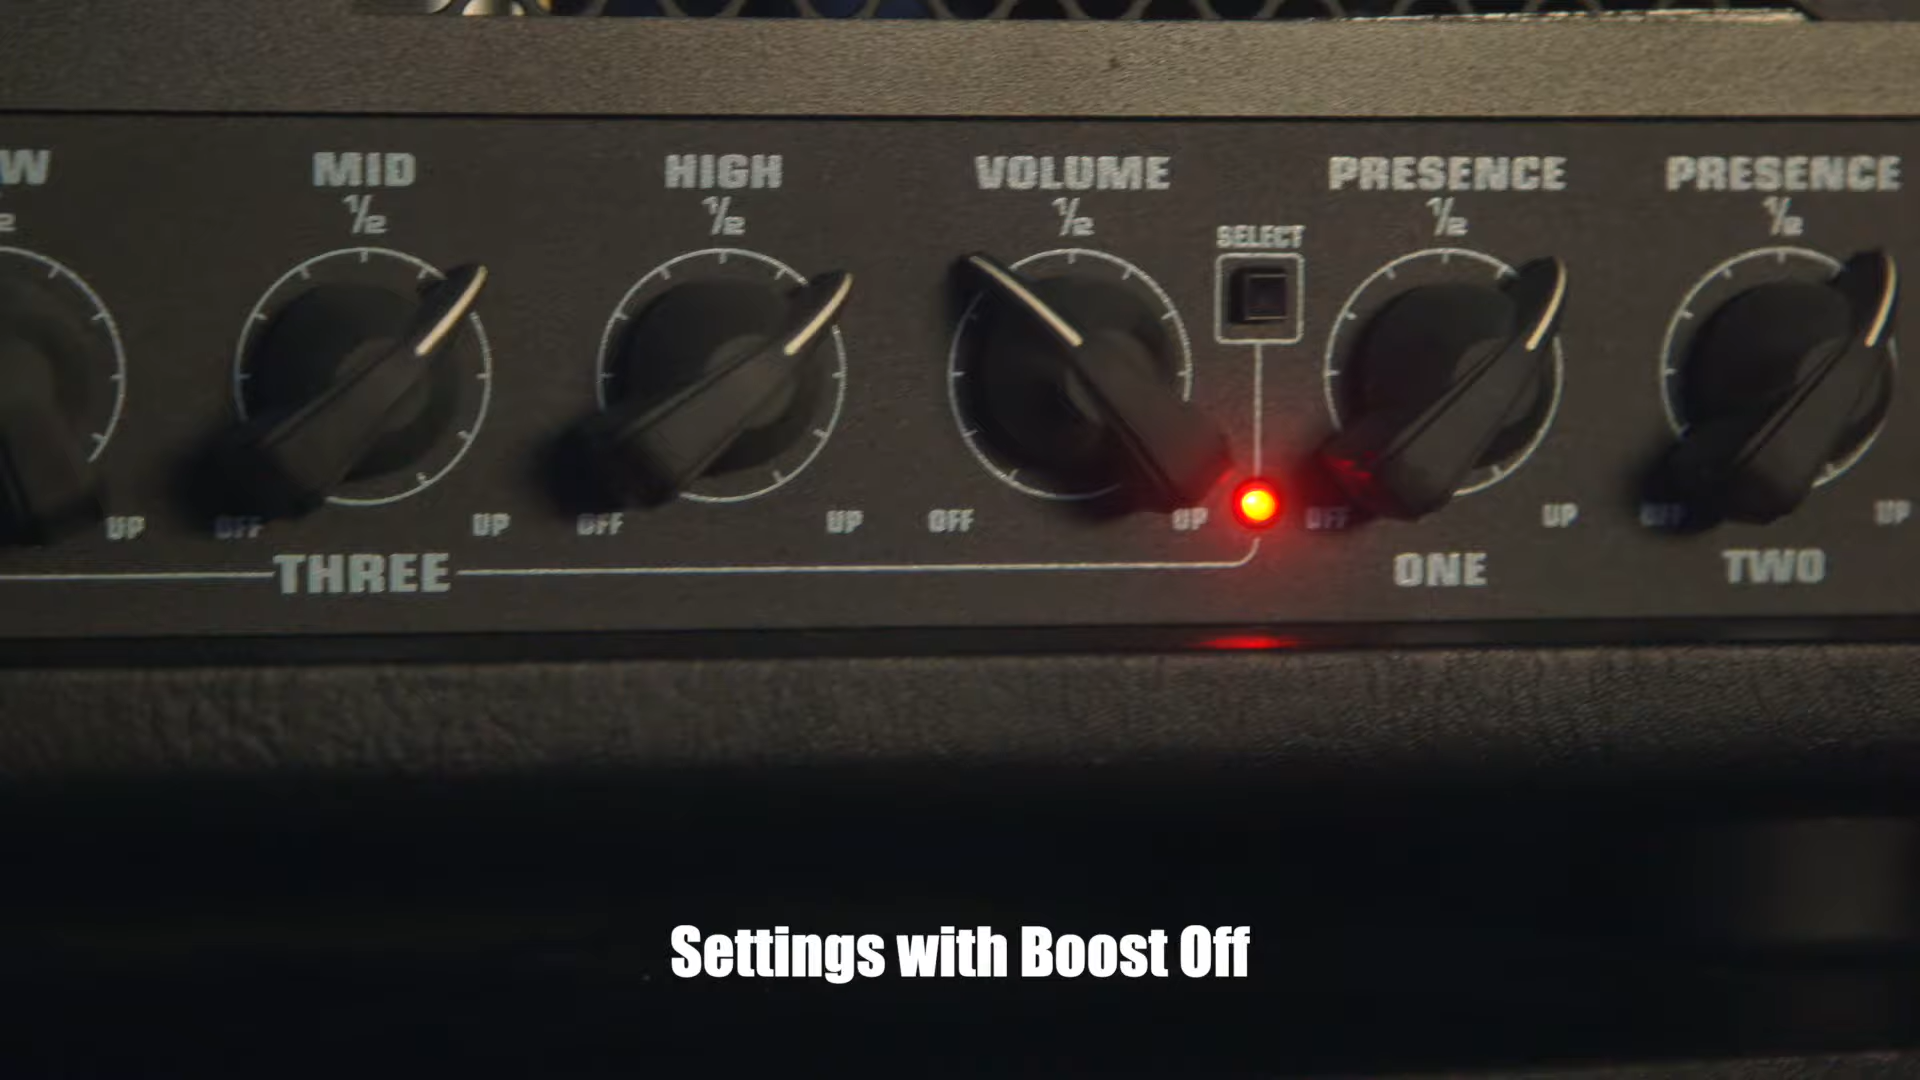 W MID HIGH VOLUME PRESENCE PRESENCE
1/2 1/2 1/2 1/2 1/2
SELECT
UP OFF UP OFF UP OFF UP OFF UP OFF UP
THREE ONE TWO
Settings with Boost Off